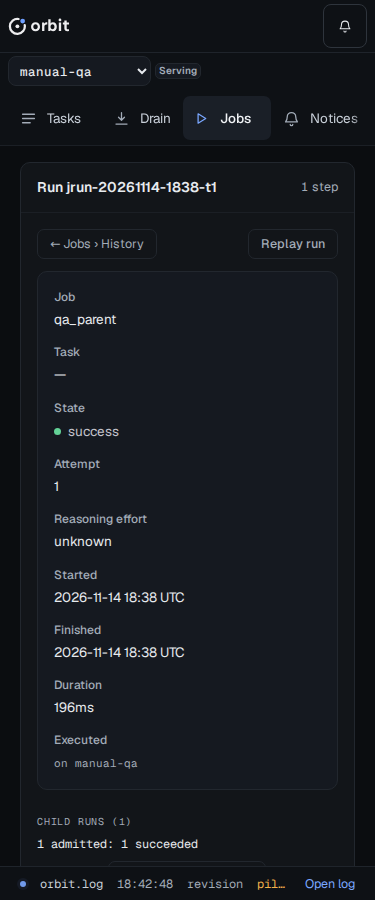 orbit
manual-qa
Serving
Tasks
Drain
Jobs
Notices
Run jrun-20261114-1838-t1
1 step
← Jobs › History
Replay run
Job
qa_parent
Task
—
State
success
Attempt
1
Reasoning effort
unknown
Started
2026-11-14 18:38 UTC
Finished
2026-11-14 18:38 UTC
Duration
196ms
Executed
on manual-qa
CHILD RUNS (1)
1 admitted: 1 succeeded
orbit.log 18:42:48 revision pil… Open log